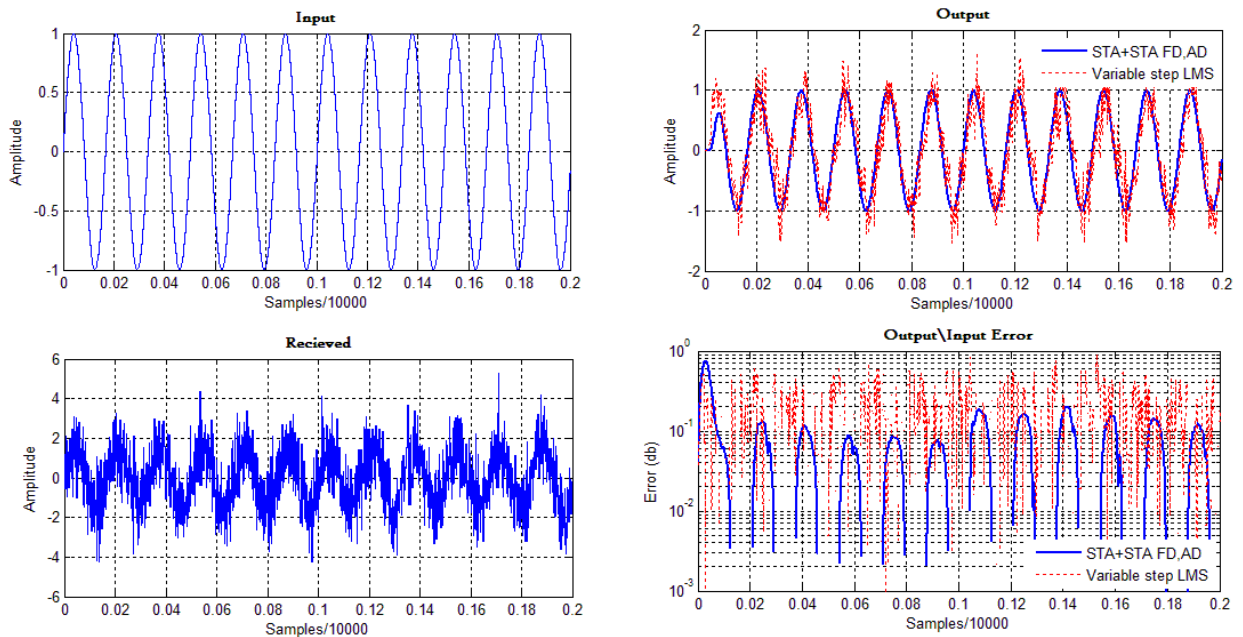 Input
1
0.5
0
-0.5
-1
Amplitude
0 0.02 0.04 0.06 0.08 0.1 0.12 0.14 0.16 0.18 0.2
Samples/10000
Output
2
1
0
-1
-2
Amplitude
STA+STA FD,AD
Variable step LMS
0 0.02 0.04 0.06 0.08 0.1 0.12 0.14 0.16 0.18 0.2
Samples/10000
Recieved
6
4
2
0
-2
-4
-6
Amplitude
0 0.02 0.04 0.06 0.08 0.1 0.12 0.14 0.16 0.18 0.2
Samples/10000
Output\Input Error
10^0
10^-1
10^-2
10^-3
Error (db)
STA+STA FD,AD
Variable step LMS
0 0.02 0.04 0.06 0.08 0.1 0.12 0.14 0.16 0.18 0.2
Samples/10000